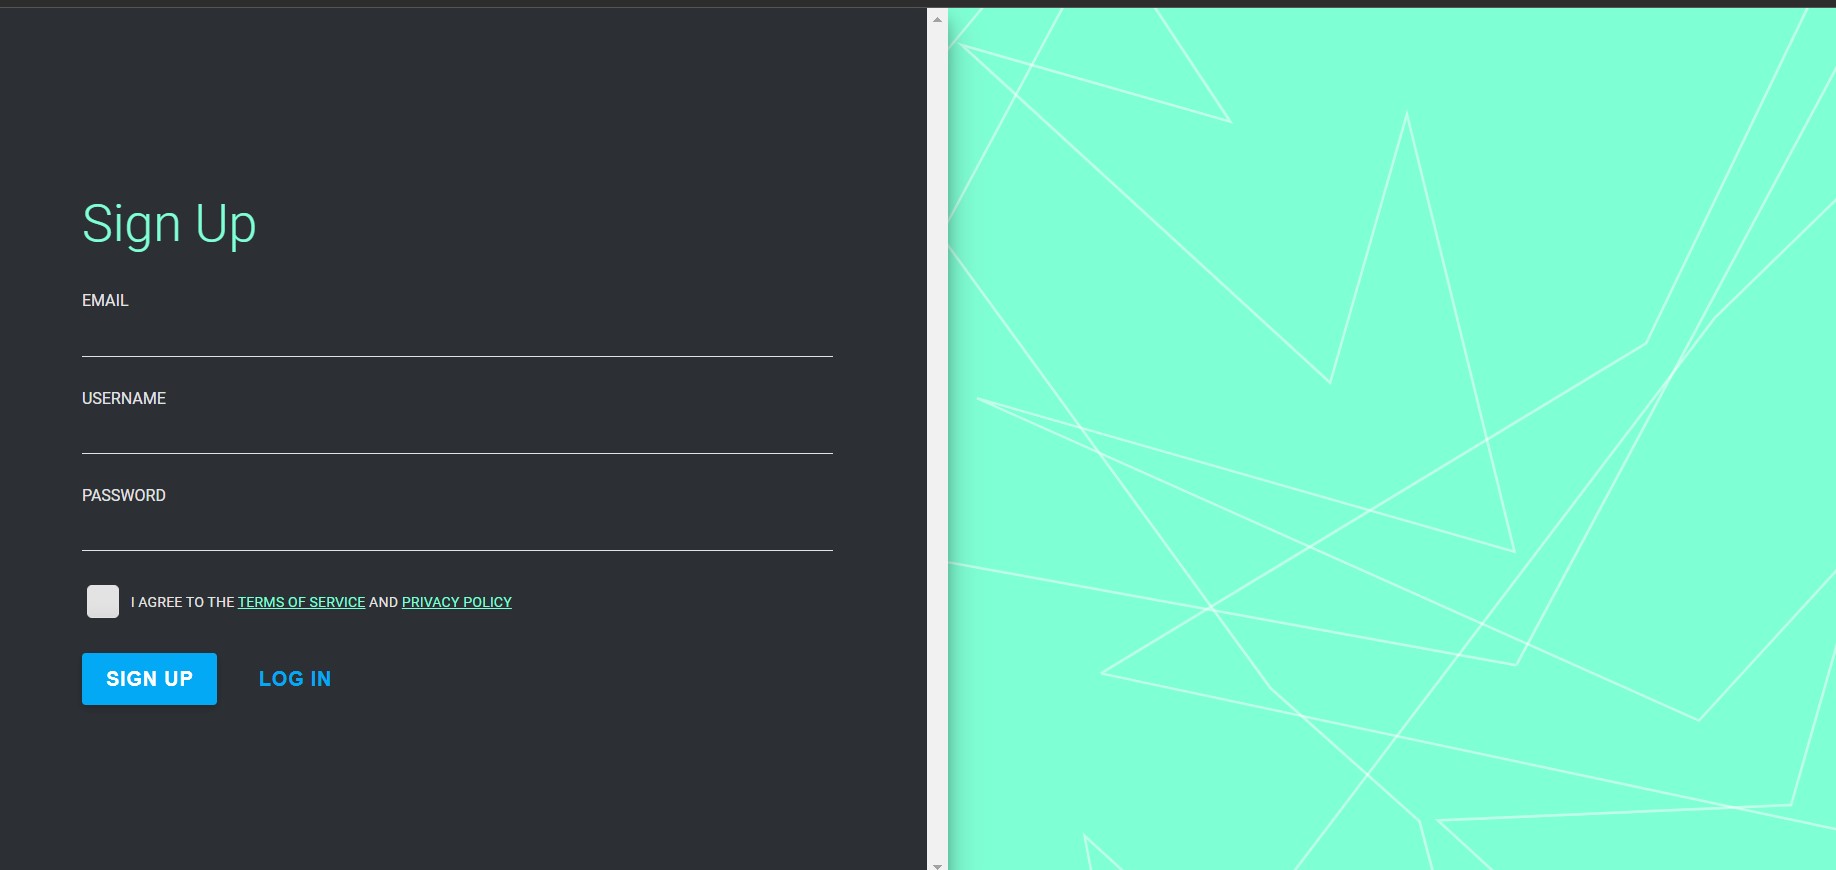 Sign Up
EMAIL
USERNAME
PASSWORD
I AGREE TO THE TERMS OF SERVICE AND PRIVACY POLICY
SIGN UP LOG IN